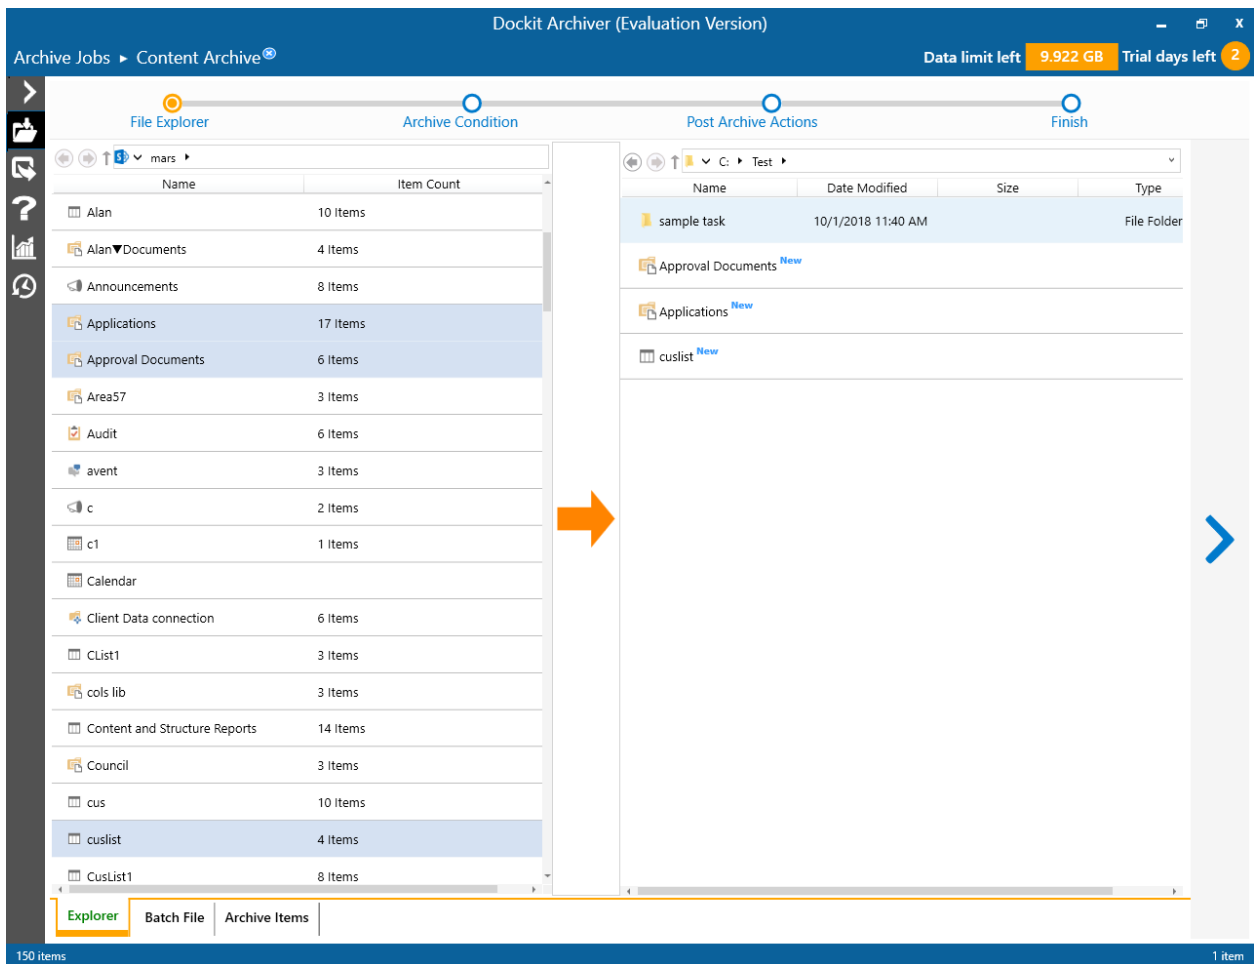 Dockit Archiver (Evaluation Version)
Archive Jobs ▸ Content Archive
Data limit left 9.922 GB Trial days left 2
File Explorer Archive Condition Post Archive Actions Finish
mars
C: Test
Name Item Count
Name Date Modified Size Type
Alan 10 Items
sample task 10/1/2018 11:40 AM File Folder
Alan▼Documents 4 Items
Approval Documents New
Announcements 8 Items
Applications New
Applications 17 Items
cuslist New
Approval Documents 6 Items
Area57 3 Items
Audit 6 Items
avent 3 Items
c 2 Items
c1 1 Items
Calendar
Client Data connection 6 Items
CList1 3 Items
cols lib 3 Items
Content and Structure Reports 14 Items
Council 3 Items
cus 10 Items
cuslist 4 Items
CusList1 8 Items
Explorer Batch File Archive Items
150 items 1 item